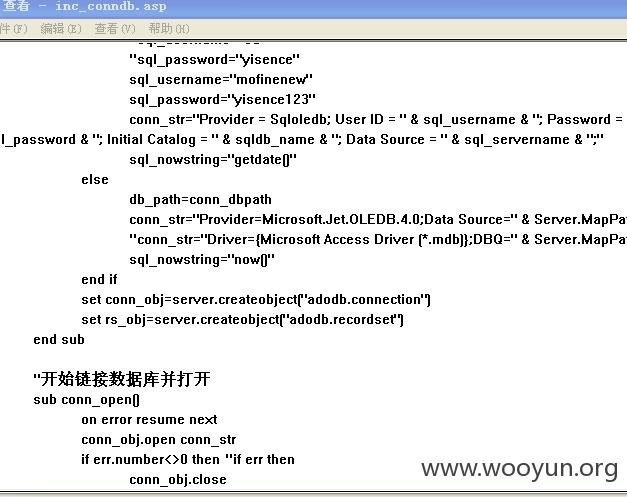 查看 - inc_conndb.asp
件(F) 编辑(E) 查看(V) 帮助(H)
"sql_password="yisence"
sql_username="mofinenew"
sql_password="yisence123"
conn_str="Provider = Sqloledb; User ID = " & sql_username & "; Password =
l_password & "; Initial Catalog = " & sqldb_name & "; Data Source = " & sql_servername & ";"
sql_nowstring="getdate()"
else
db_path=conn_dbpath
conn_str="Provider=Microsoft.Jet.OLEDB.4.0;Data Source=" & Server.MapPat
"conn_str="Driver={Microsoft Access Driver (*.mdb)};DBQ=" & Server.MapPa
sql_nowstring="now()"
end if
set conn_obj=server.createobject("adodb.connection")
set rs_obj=server.createobject("adodb.recordset")
end sub
"开始链接数据库并打开
sub conn_open()
on error resume next
conn_obj.open conn_str
if err.number<>0 then "if err then
conn_obj.close
www.wooyun.org